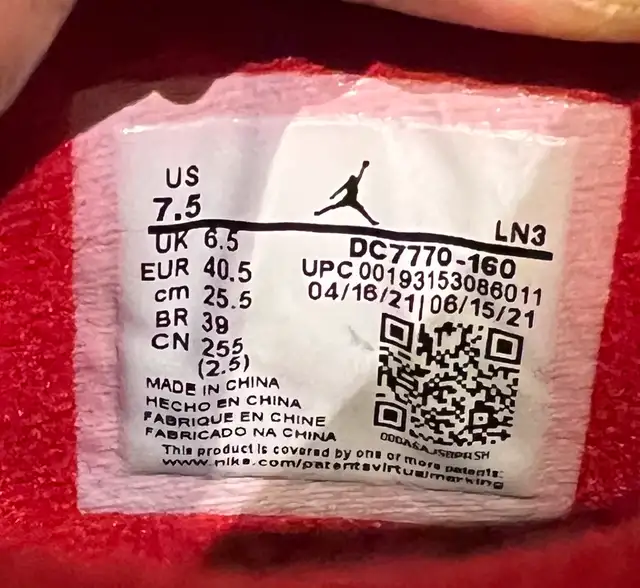 US
7.5
LN3
UK 6.5
EUR 40.5
cm 25.5
BR 39
CN 255
(2.5)
DC7770-160
UPC 00193153086011
04/16/21 | 06/15/21
MADE IN CHINA
HECHO EN CHINA
FABRIQUE EN CHINE
FABRICADO NA CHINA
This product is covered by one or more patents:
www.nike.com/patentsvirtualmarking